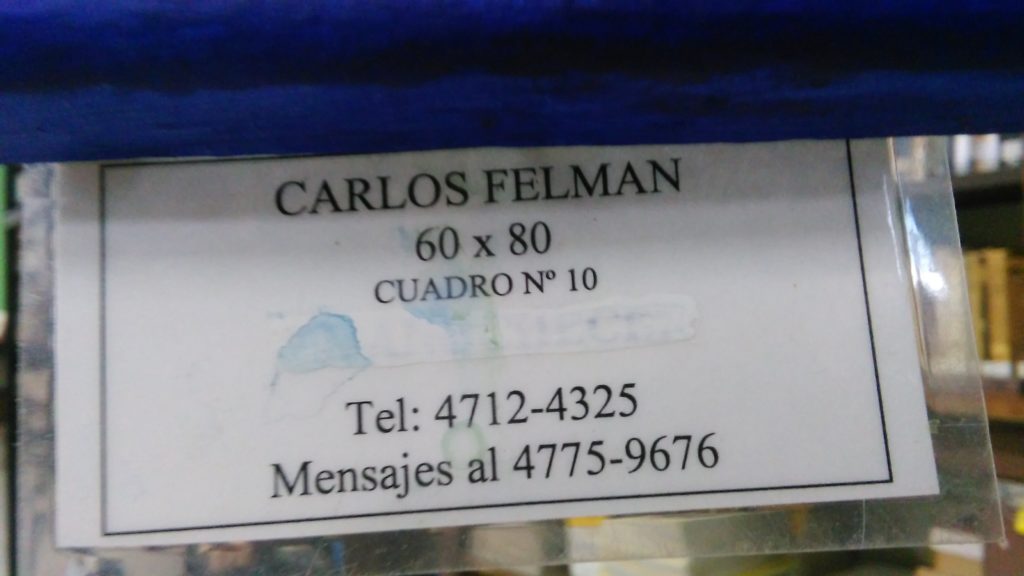 CARLOS FELMAN
60 x 80
CUADRO Nº 10
Tel: 4712-4325
Mensajes al 4775-9676